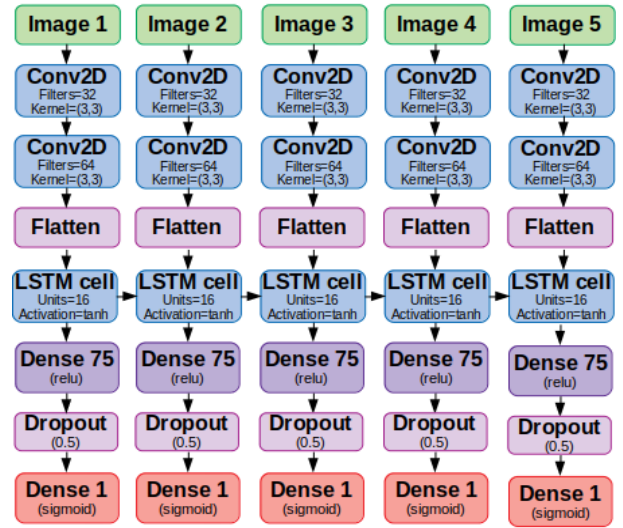 Image 1 Image 2 Image 3 Image 4 Image 5
Conv2D Conv2D Conv2D Conv2D Conv2D
Filters=32 Filters=32 Filters=32 Filters=32 Filters=32
Kernel=(3,3) Kernel=(3,3) Kernel=(3,3) Kernel=(3,3) Kernel=(3,3)
Conv2D Conv2D Conv2D Conv2D Conv2D
Filters=64 Filters=64 Filters=64 Filters=64 Filters=64
Kernel=(3,3) Kernel=(3,3) Kernel=(3,3) Kernel=(3,3) Kernel=(3,3)
Flatten Flatten Flatten Flatten Flatten
LSTM cell LSTM cell LSTM cell LSTM cell LSTM cell
Units=16 Units=16 Units=16 Units=16 Units=16
Activation=tanh Activation=tanh Activation=tanh Activation=tanh Activation=tanh
Dense 75 Dense 75 Dense 75 Dense 75 Dense 75
(relu) (relu) (relu) (relu) (relu)
Dropout Dropout Dropout Dropout Dropout
(0.5) (0.5) (0.5) (0.5) (0.5)
Dense 1 Dense 1 Dense 1 Dense 1 Dense 1
(sigmoid) (sigmoid) (sigmoid) (sigmoid) (sigmoid)